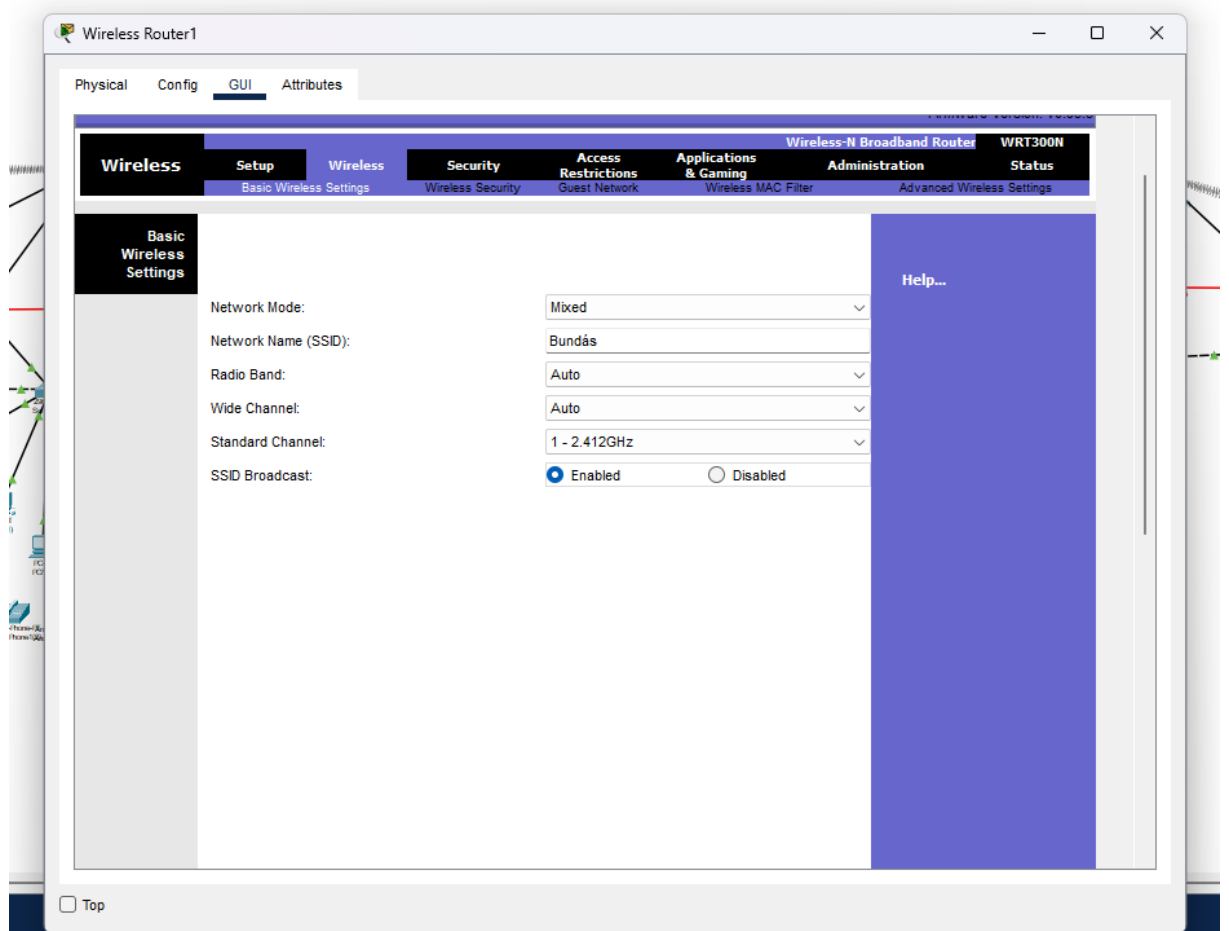 Wireless Router1
Physical Config GUI Attributes
Wireless-N Broadband Router WRT300N
Wireless
Setup Wireless Security Access Restrictions Applications & Gaming Administration Status
Basic Wireless Settings Wireless Security Guest Network Wireless MAC Filter Advanced Wireless Settings
Basic
Wireless
Settings
Help...
Network Mode: Mixed
Network Name (SSID): Bundás
Radio Band: Auto
Wide Channel: Auto
Standard Channel: 1 - 2.412GHz
SSID Broadcast: Enabled Disabled
Top